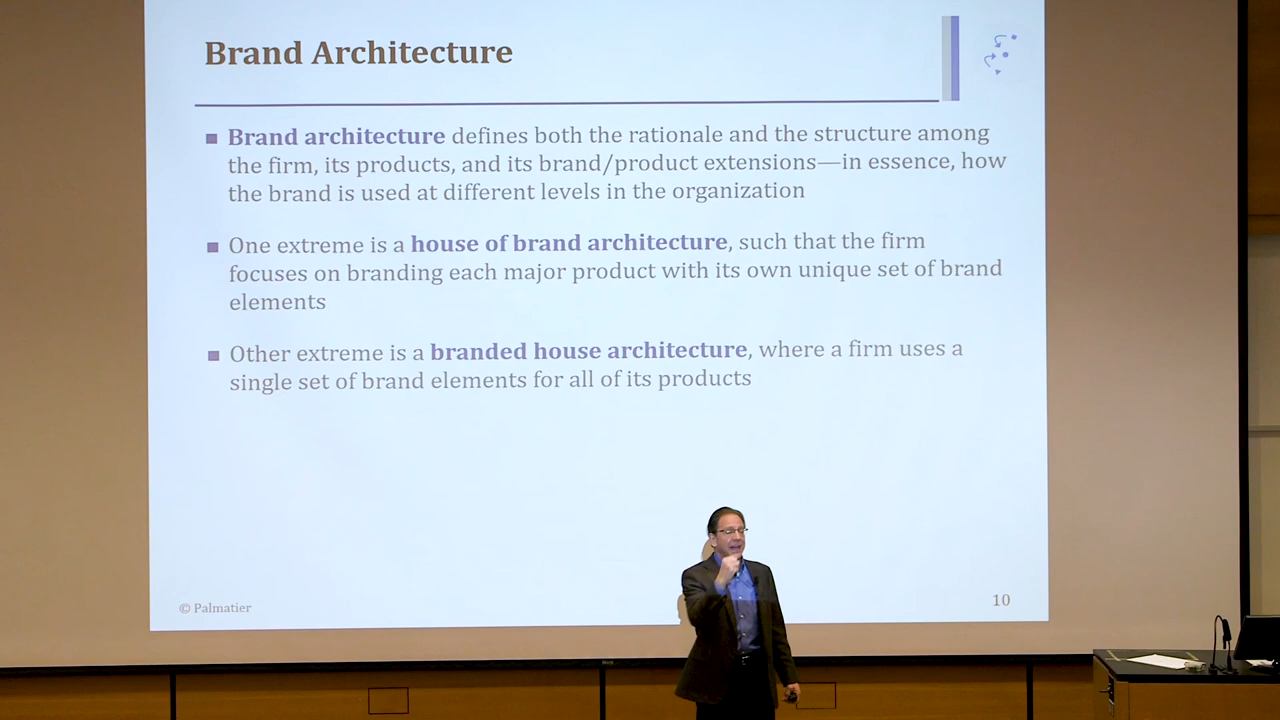 Brand Architecture
Brand architecture defines both the rationale and the structure among
the firm, its products, and its brand/product extensions—in essence, how
the brand is used at different levels in the organization
One extreme is a house of brand architecture, such that the firm
focuses on branding each major product with its own unique set of brand
elements
Other extreme is a branded house architecture, where a firm uses a
single set of brand elements for all of its products
© Palmatier
10